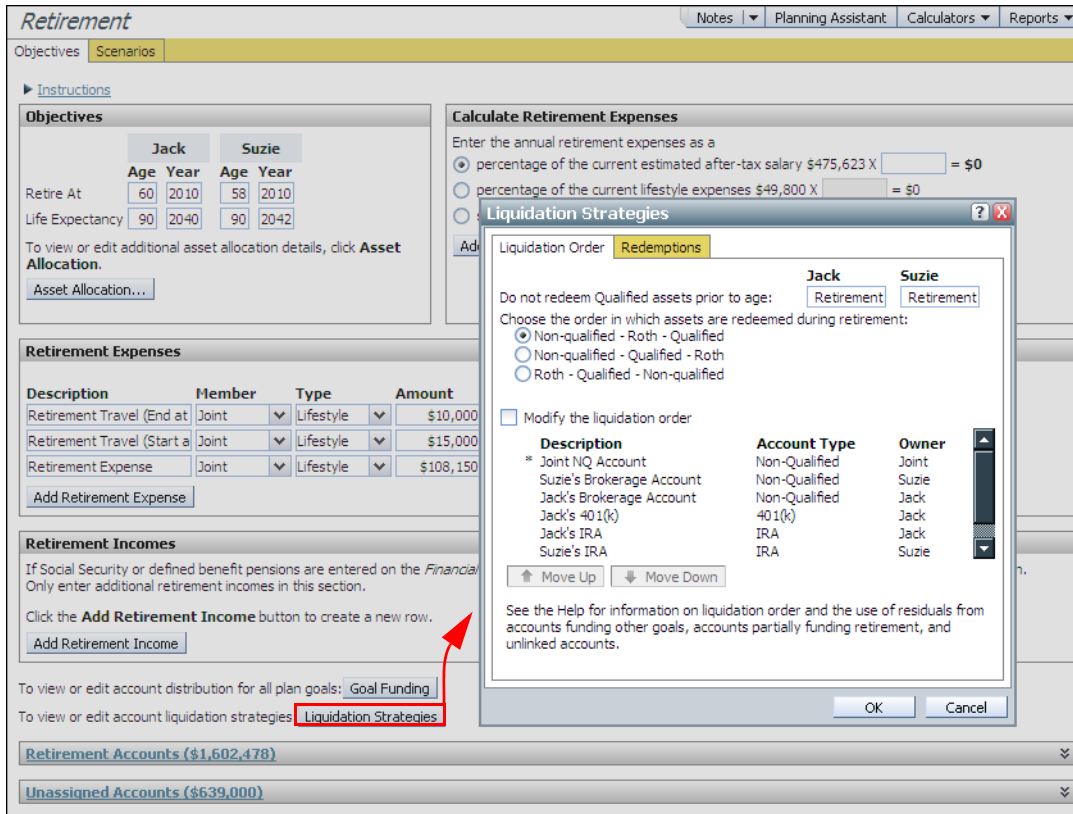 Retirement
Notes
Planning Assistant
Calculators
Reports
Objectives
Scenarios
Instructions
Objectives
Jack Suzie
Age Year Age Year
Retire At 60 2010 58 2010
Life Expectancy 90 2040 90 2042
To view or edit additional asset allocation details, click Asset
Allocation.
Asset Allocation...
Calculate Retirement Expenses
Enter the annual retirement expenses as a
percentage of the current estimated after-tax salary $475,623 X = $0
percentage of the current lifestyle expenses $49,800 X = $0
Retirement Expenses
Description Member Type Amount
Retirement Travel (End at Joint Lifestyle $10,000
Retirement Travel (Start a Joint Lifestyle $15,000
Retirement Expense Joint Lifestyle $108,150
Add Retirement Expense
Retirement Incomes
If Social Security or defined benefit pensions are entered on the Financial
Only enter additional retirement incomes in this section.
Click the Add Retirement Income button to create a new row.
Add Retirement Income
To view or edit account distribution for all plan goals: Goal Funding
To view or edit account liquidation strategies Liquidation Strategies
Retirement Accounts ($1,602,478)
Unassigned Accounts ($639,000)
Liquidation Strategies ? X
Liquidation Order Redemptions
Jack Suzie
Do not redeem Qualified assets prior to age: Retirement Retirement
Choose the order in which assets are redeemed during retirement:
Non-qualified - Roth - Qualified
Non-qualified - Qualified - Roth
Roth - Qualified - Non-qualified
Modify the liquidation order
Description Account Type Owner
* Joint NQ Account Non-Qualified Joint
Suzie's Brokerage Account Non-Qualified Suzie
Jack's Brokerage Account Non-Qualified Jack
Jack's 401(k) 401(k) Jack
Jack's IRA IRA Jack
Suzie's IRA IRA Suzie
Move Up Move Down
See the Help for information on liquidation order and the use of residuals from
accounts funding other goals, accounts partially funding retirement, and
unlinked accounts.
OK Cancel